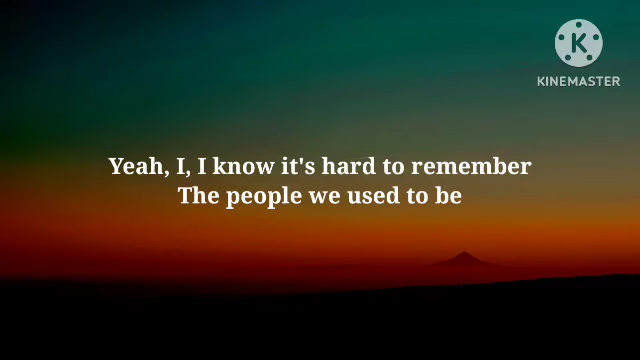 KINEMASTER
Yeah, I, I know it's hard to remember
The people we used to be